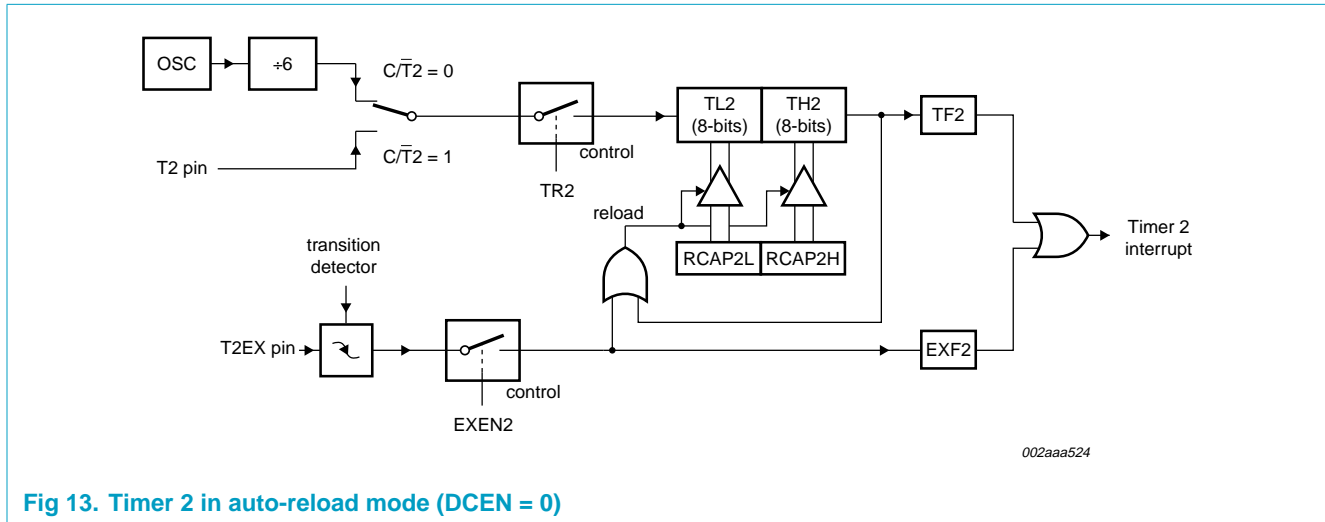 OSC
÷6
C/T̅2 = 0
C/T̅2 = 1
T2 pin
control
TR2
TL2
(8-bits)
TH2
(8-bits)
TF2
reload
RCAP2L
RCAP2H
Timer 2
interrupt
transition
detector
T2EX pin
control
EXEN2
EXF2
002aaa524
Fig 13. Timer 2 in auto-reload mode (DCEN = 0)